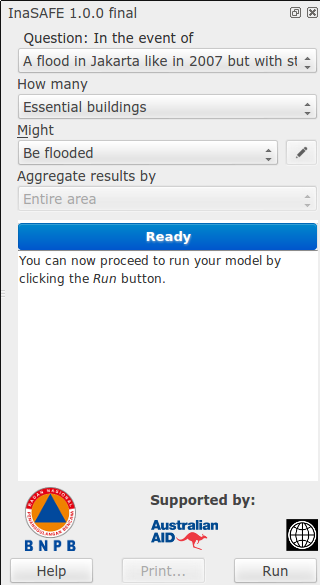 InaSAFE 1.0.0 final
Question: In the event of
A flood in Jakarta like in 2007 but with st
How many
Essential buildings
Might
Be flooded
Aggregate results by
Entire area
Ready
You can now proceed to run your model by
clicking the Run button.
BADAN NASIONAL
PENANGGULANGAN BENCANA
BNPB
Supported by:
Australian
AID
Help
Print...
Run